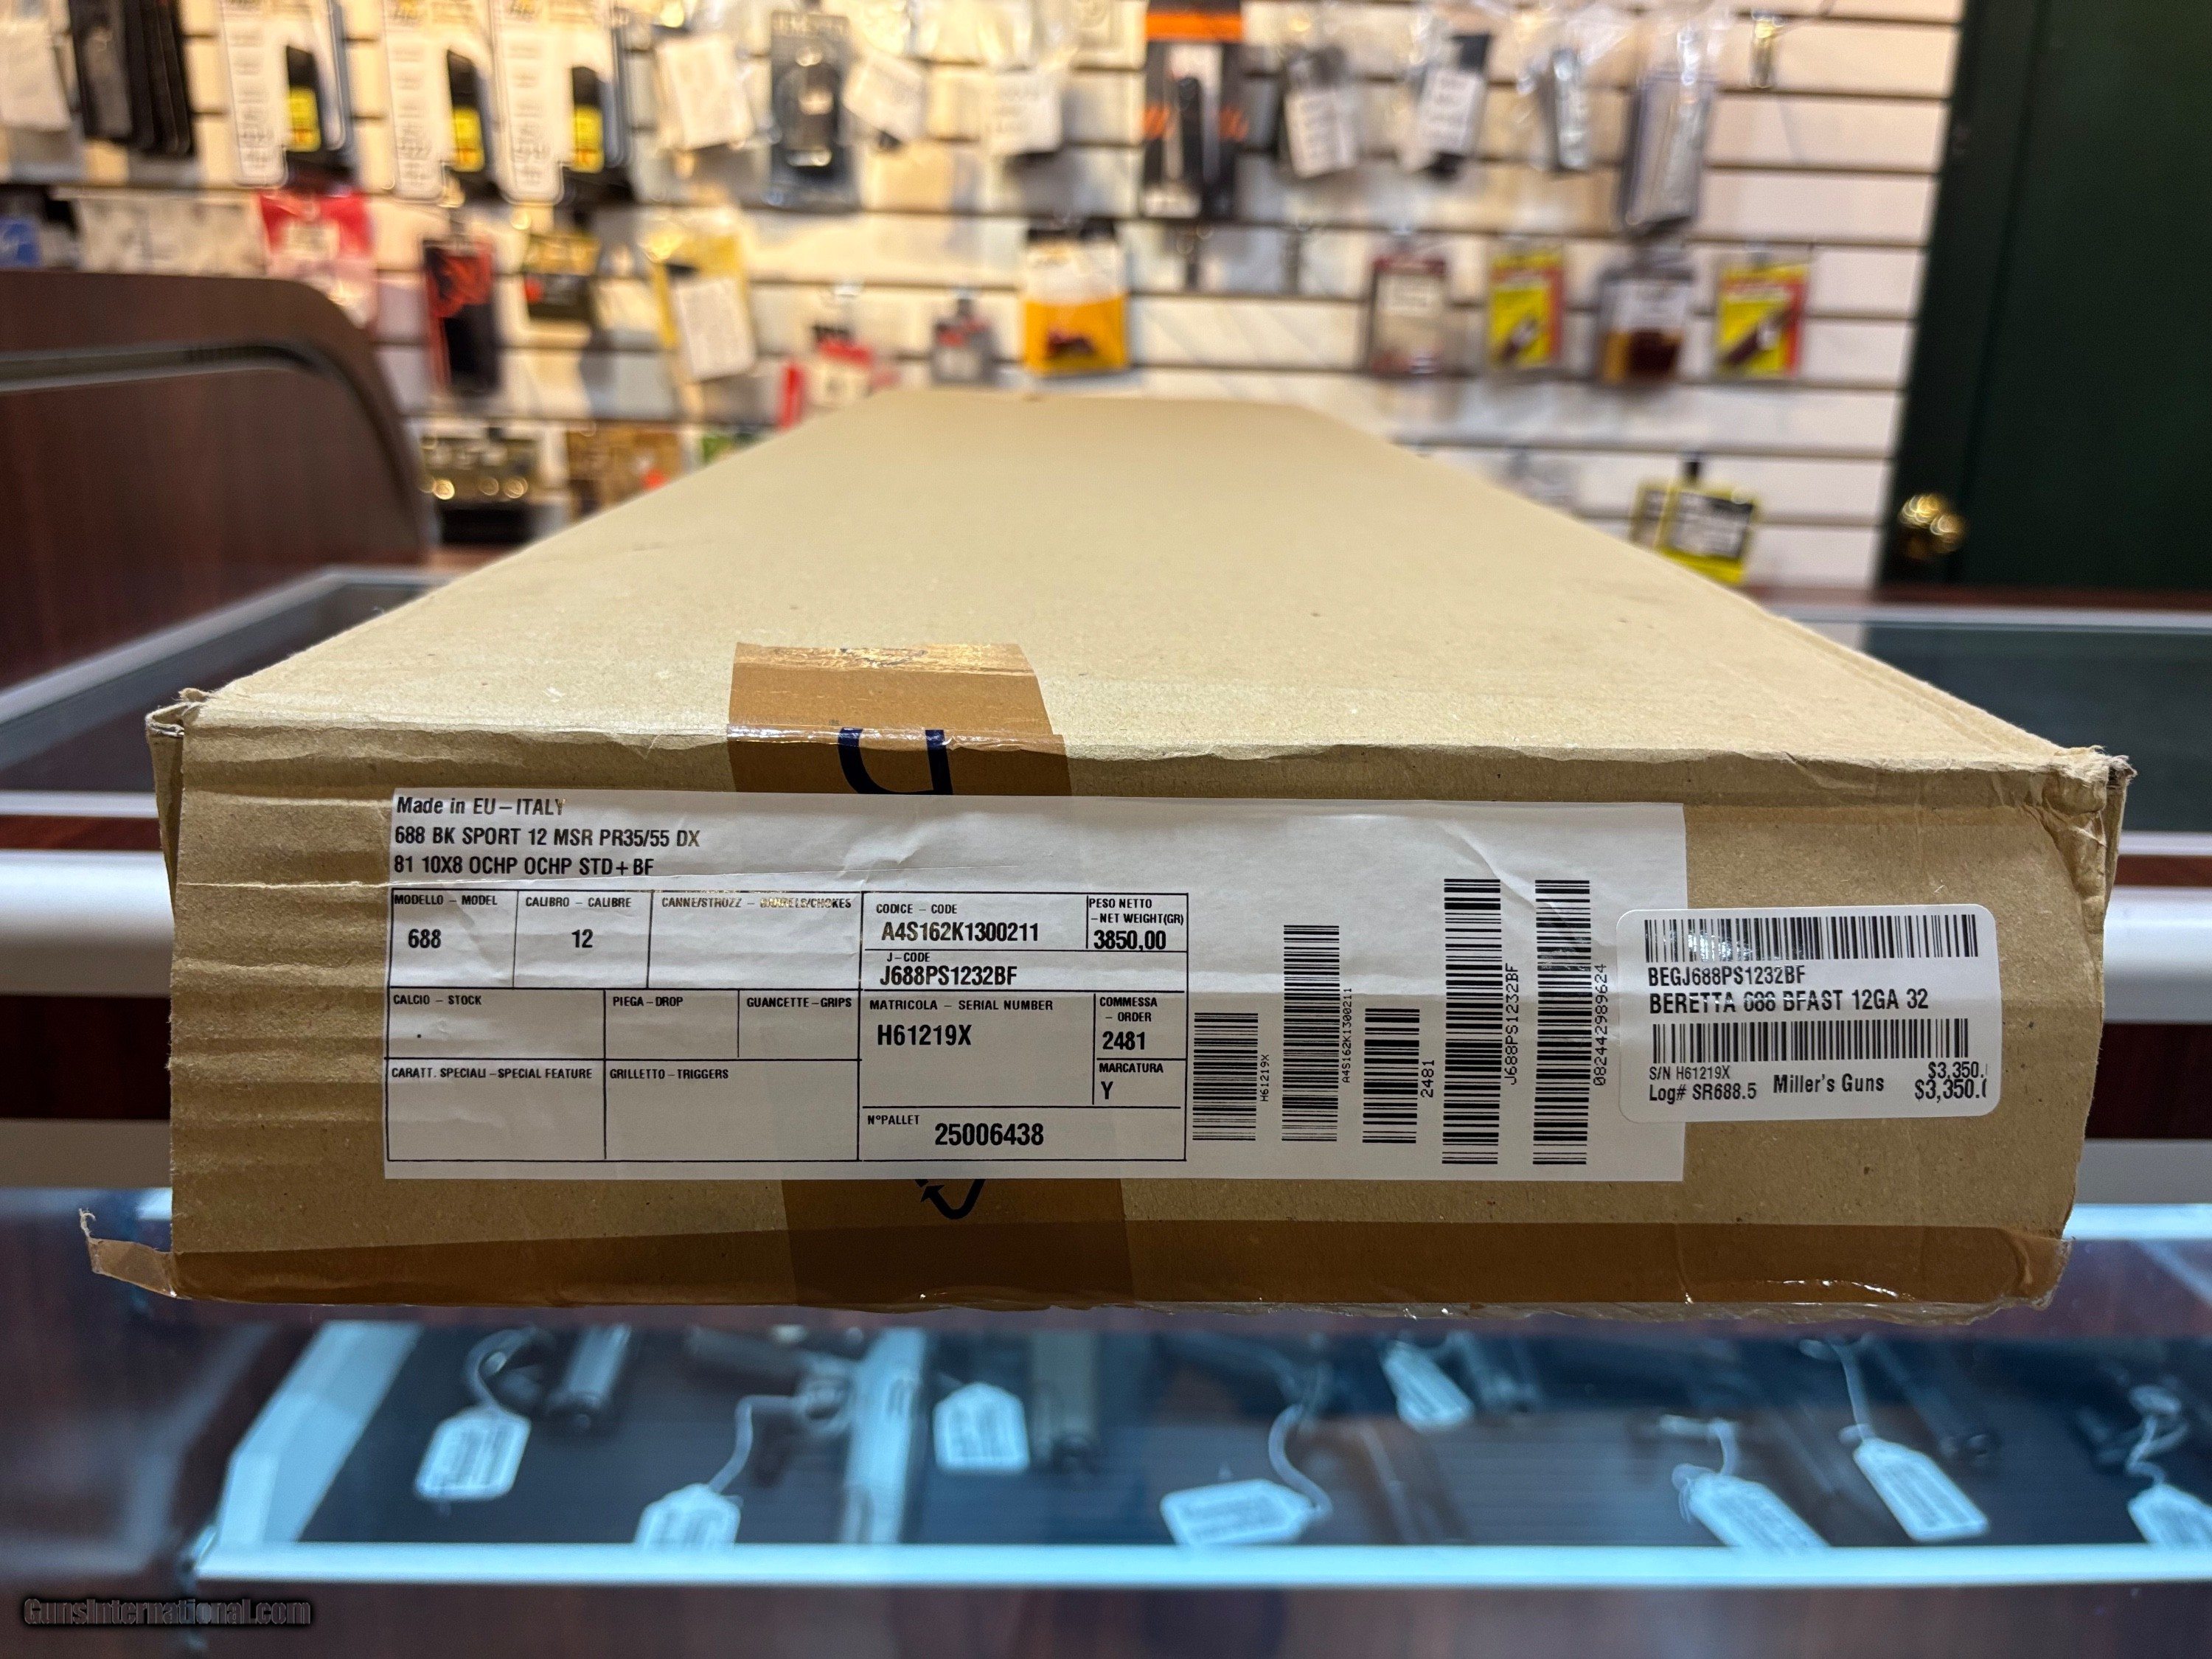 Made in EU – ITALY
688 BK SPORT 12 MSR PR35/55 DX
81 10X8 OCHP OCHP STD + BF
MODELLO – MODEL
688
CALIBRO – CALIBRE
12
CANNE/STROZZ – BARRELS/CHOKES
CODICE – CODE
A4S162K1300211
PESO NETTO
– NET WEIGHT(GR)
3850,00
J – CODE
J688PS1232BF
CALCIO – STOCK
PIEGA – DROP
GUANCETTE – GRIPS
MATRICOLA – SERIAL NUMBER
H61219X
COMMESSA
– ORDER
2481
CARATT. SPECIALI – SPECIAL FEATURE
GRILLETTO – TRIGGERS
MARCATURA
Y
N°PALLET
25006438
H61219X
A4S162K1300211
2481
J688PS1232BF
082442989624
BEGJ688PS1232BF
BERETTA 688 BFAST 12GA 32
S/N H61219X
$3,350.
Log# SR688.5
Miller's Guns
$3,350.0
GunsInternational.com